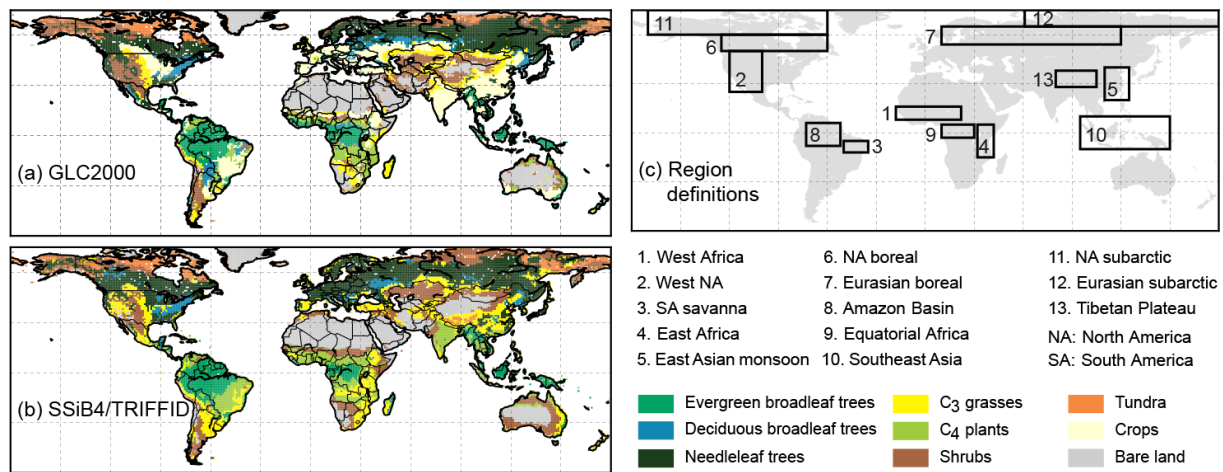 (a) GLC2000
(b) SSiB4/TRIFFID
11
12
6
7
2
13
5
1
8
3
9
4
10
(c) Region
definitions
1. West Africa
2. West NA
3. SA savanna
4. East Africa
5. East Asian monsoon
6. NA boreal
7. Eurasian boreal
8. Amazon Basin
9. Equatorial Africa
10. Southeast Asia
11. NA subarctic
12. Eurasian subarctic
13. Tibetan Plateau
NA: North America
SA: South America
Evergreen broadleaf trees
Deciduous broadleaf trees
Needleleaf trees
C3 grasses
C4 plants
Shrubs
Tundra
Crops
Bare land